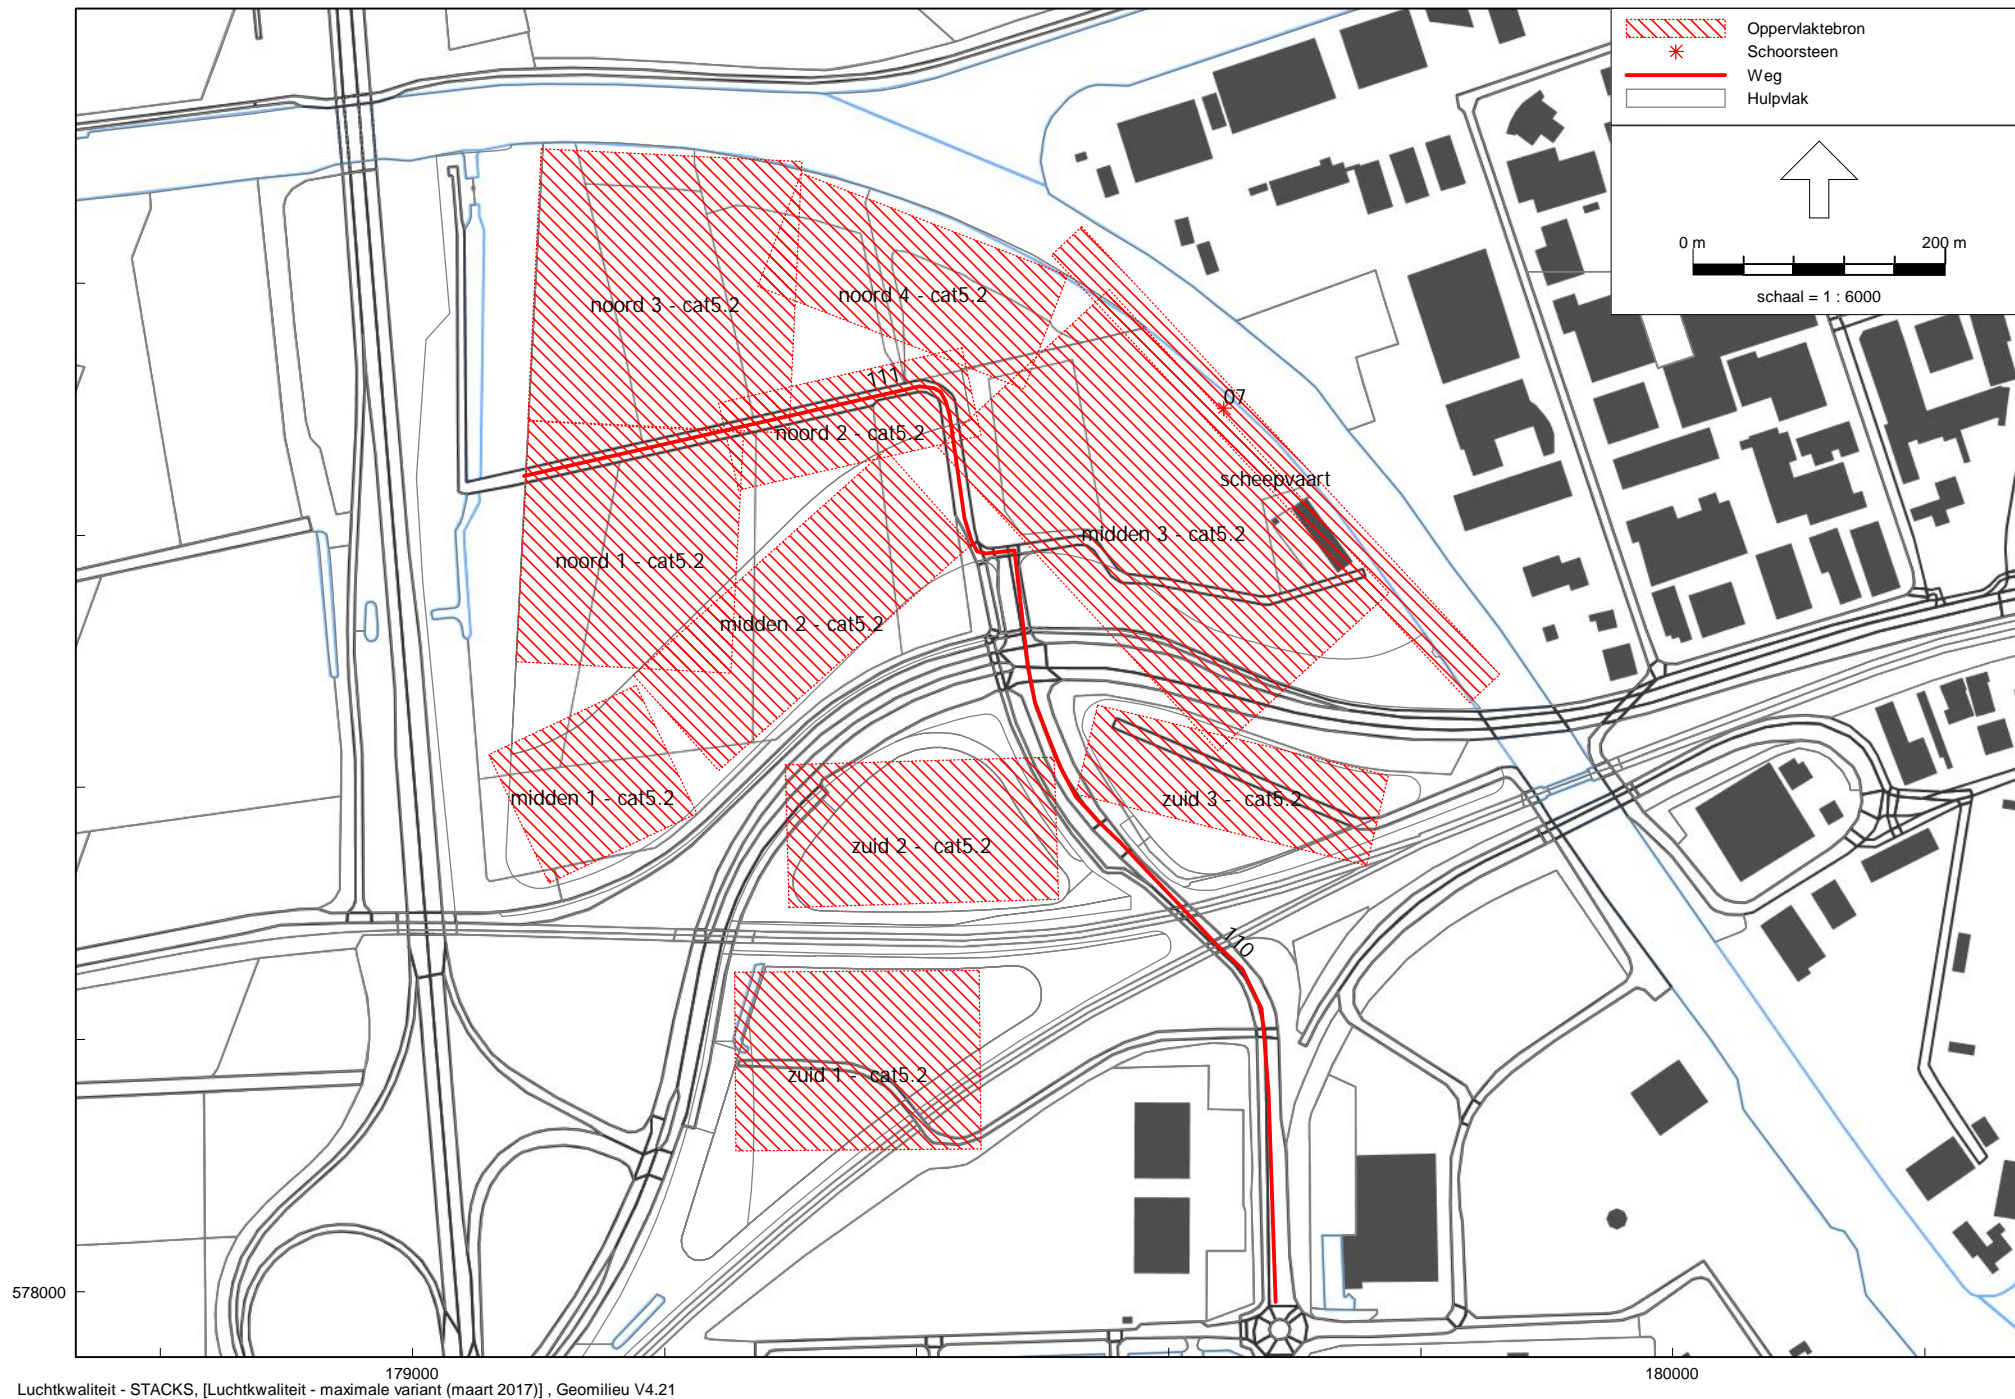 Oppervlaktebron
Schoorsteen
Weg
Hulpvlak
0 m 200 m
schaal = 1 : 6000
noord 3 - cat5.2
noord 4 - cat5.2
111
07
noord 2 - cat5.2
scheepvaart
midden 3 - cat5.2
noord 1 - cat5.2
midden 2 - cat5.2
midden 1 - cat5.2
zuid 3 - cat5.2
zuid 2 - cat5.2
110
zuid 1 - cat5.2
578000
179000 180000
Luchtkwaliteit - STACKS, [Luchtkwaliteit - maximale variant (maart 2017)] , Geomilieu V4.21